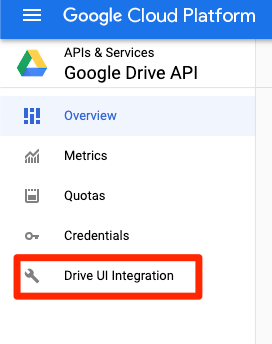 Google Cloud Platform
APIs & Services
Google Drive API
Overview
Metrics
Quotas
Credentials
Drive UI Integration